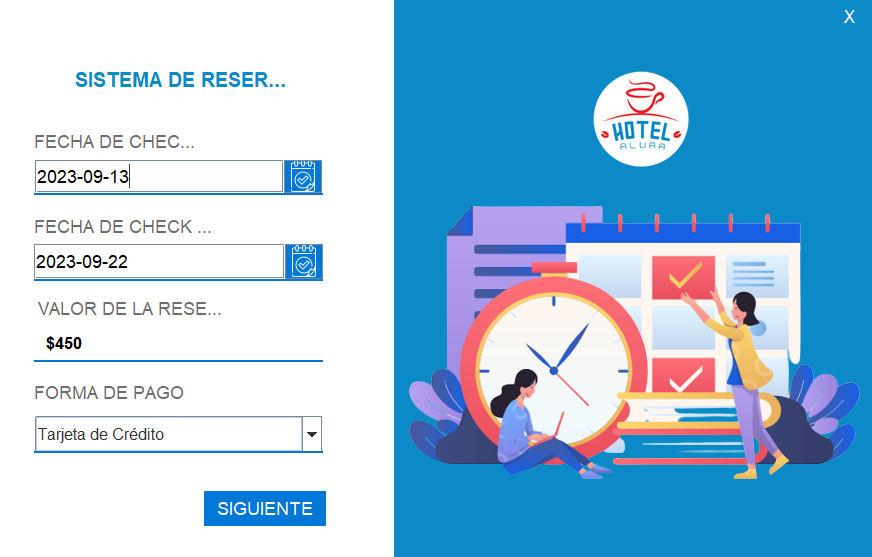 X
SISTEMA DE RESER...
FECHA DE CHEC...
2023-09-13
FECHA DE CHECK ...
2023-09-22
VALOR DE LA RESE...
$450
FORMA DE PAGO
Tarjeta de Crédito
SIGUIENTE
HOTEL
ALURA